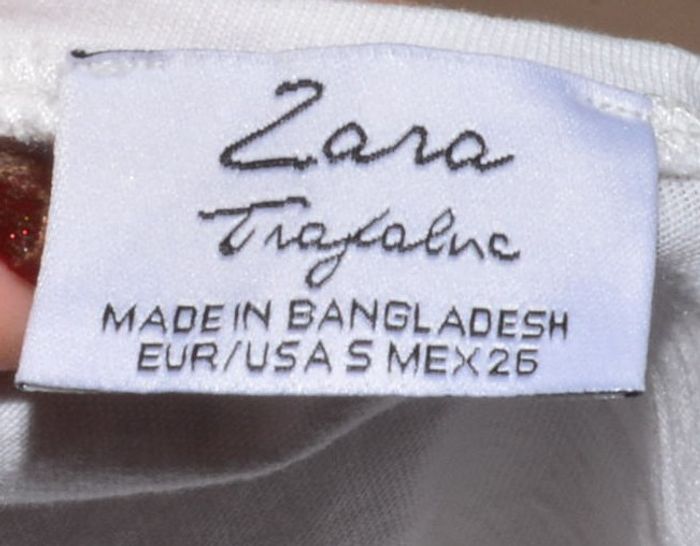 Zara
Trafaluc
MADE IN BANGLADESH
EUR/USA S MEX 26